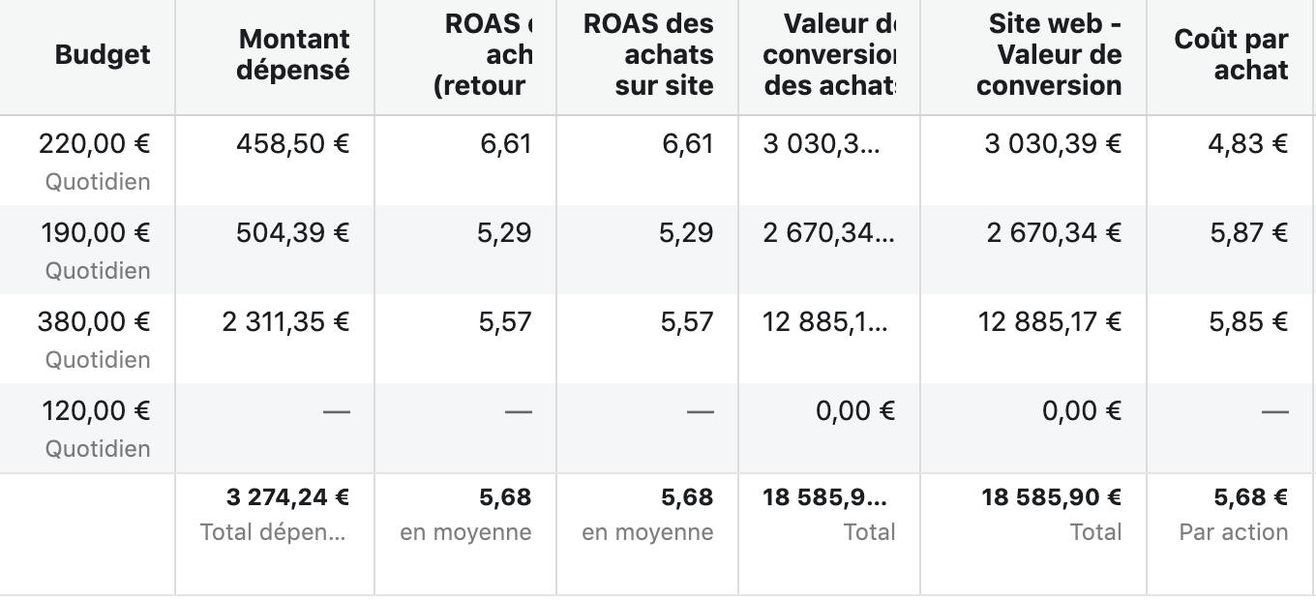 Budget
Montant
dépensé
ROAS
ach
(retour
ROAS des
achats
sur site
Valeur d
conversio
des achat
Site web -
Valeur de
conversion
Coût par
achat
220,00 € 458,50 € 6,61 6,61 3 030,3... 3 030,39 € 4,83 €
Quotidien
190,00 € 504,39 € 5,29 5,29 2 670,34... 2 670,34 € 5,87 €
Quotidien
380,00 € 2 311,35 € 5,57 5,57 12 885,1... 12 885,17 € 5,85 €
Quotidien
120,00 € — — — 0,00 € 0,00 € —
Quotidien
3 274,24 € 5,68 5,68 18 585,9... 18 585,90 € 5,68 €
Total dépen... en moyenne en moyenne Total Total Par action